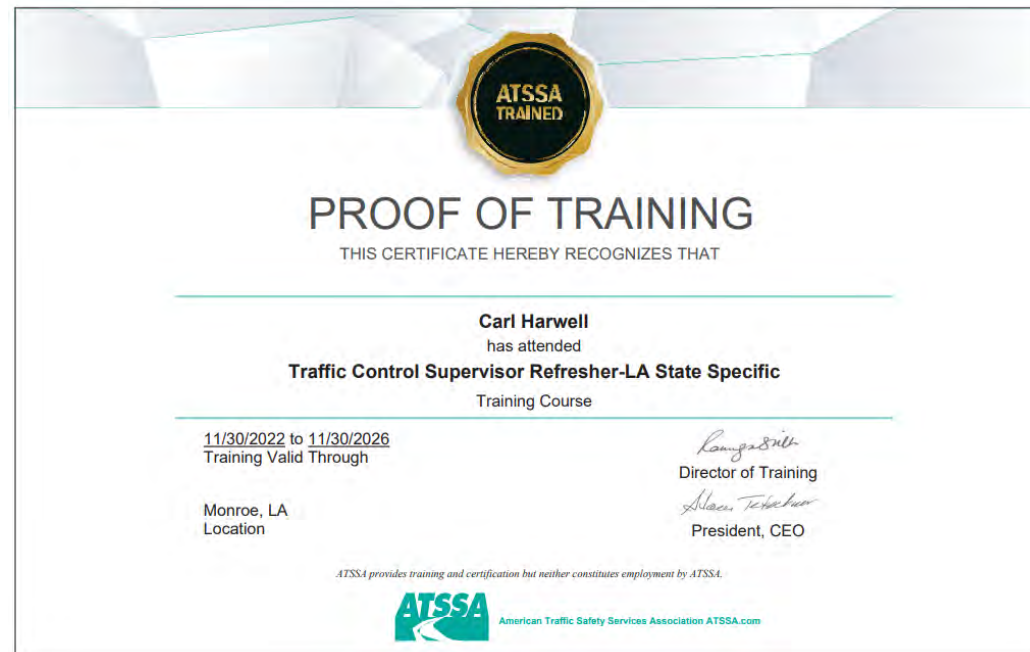 ATSSA
TRAINED
PROOF OF TRAINING
THIS CERTIFICATE HEREBY RECOGNIZES THAT
Carl Harwell
has attended
Traffic Control Supervisor Refresher-LA State Specific
Training Course
11/30/2022 to 11/30/2026
Training Valid Through
Director of Training
Monroe, LA
Location
President, CEO
ATSSA provides training and certification but neither constitutes employment by ATSSA.
ATSSA
American Traffic Safety Services Association ATSSA.com